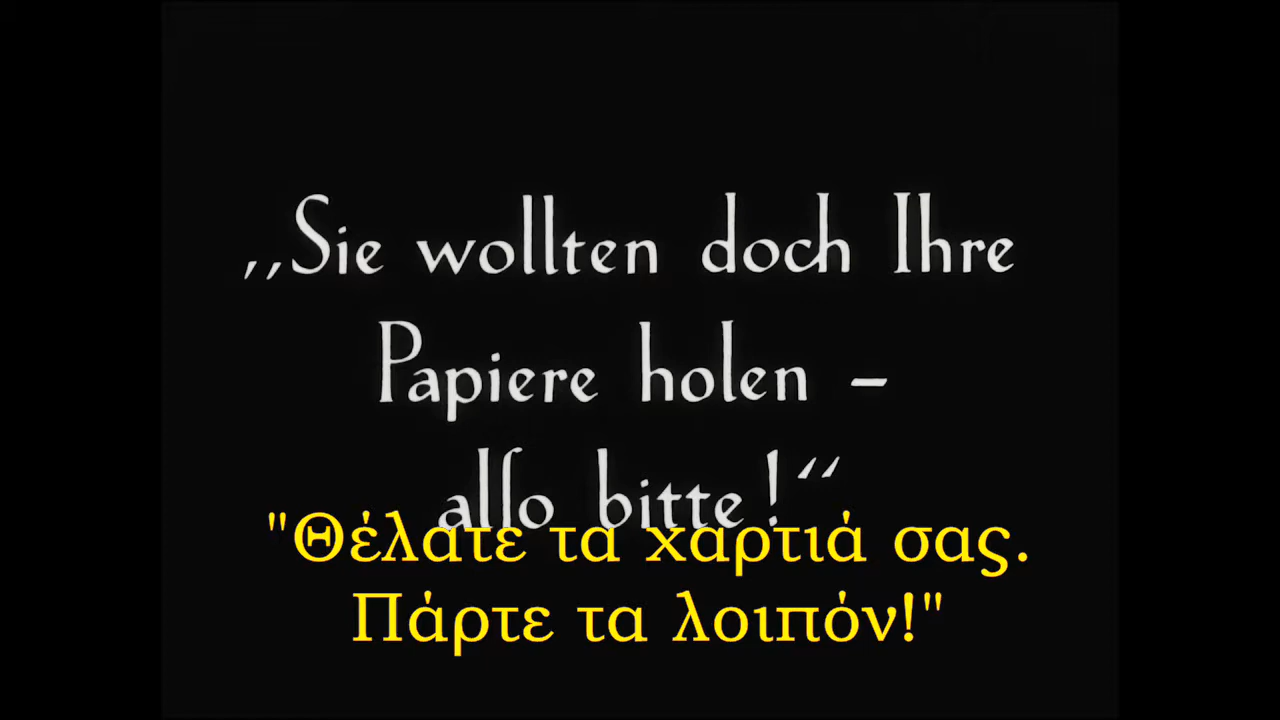 „Sie wollten doch Ihre
Papiere holen –
alſo bitte!“
"Θέλατε τα χαρτιά σας.
Πάρτε τα λοιπόν!"